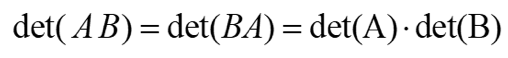 det( AB) = det(BA) = det(A)·det(B)